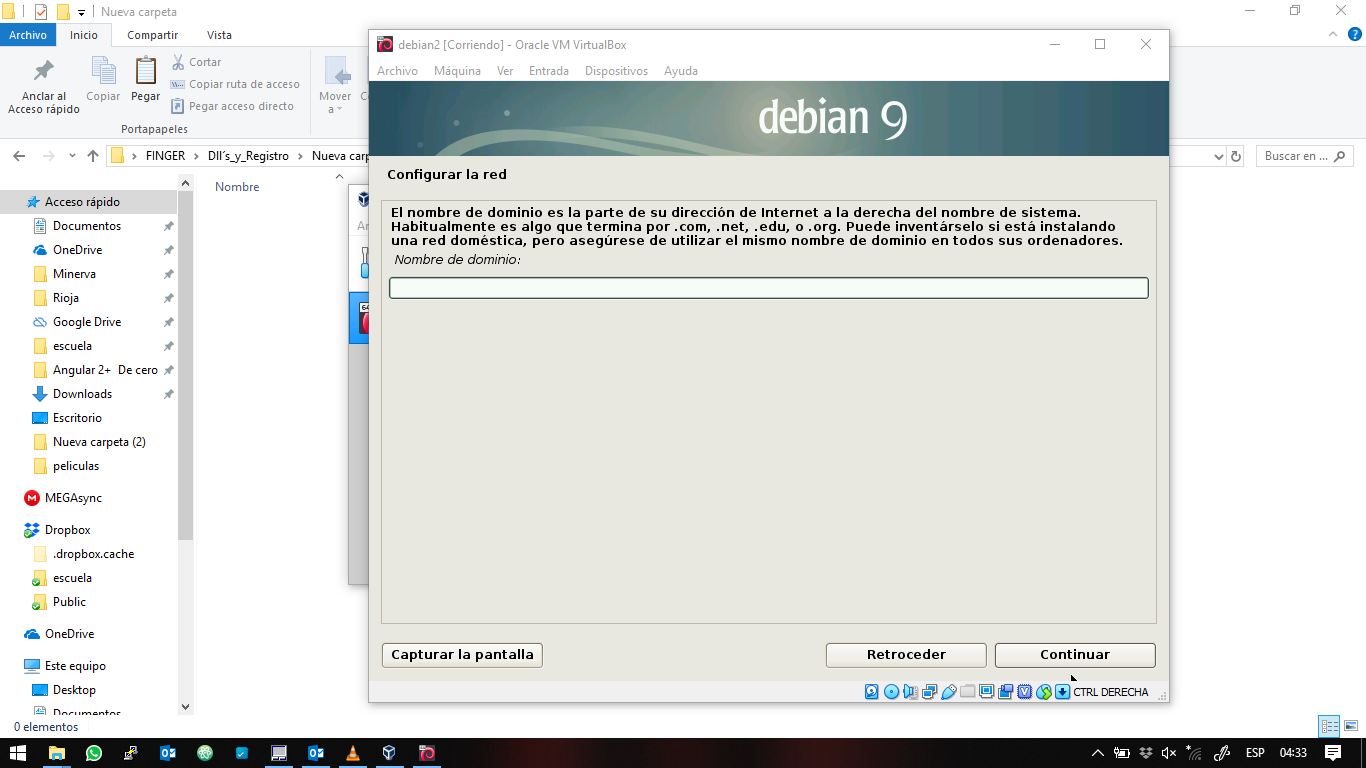 Nueva carpeta
Archivo
Inicio
Compartir
Vista
Anclar al
Acceso rápido
Copiar
Pegar
Cortar
Copiar ruta de acceso
Pegar acceso directo
Mover
a
Portapapeles
FINGER
Dll´s_y_Registro
Nueva carp
Buscar en ...
Nombre
Acceso rápido
Documentos
OneDrive
Minerva
Rioja
Google Drive
escuela
Angular 2+ De cero
Downloads
Escritorio
Nueva carpeta (2)
peliculas
MEGAsync
Dropbox
.dropbox.cache
escuela
Public
OneDrive
Este equipo
Desktop
Documentos
0 elementos
debian2 [Corriendo] - Oracle VM VirtualBox
Archivo Máquina Ver Entrada Dispositivos Ayuda
debian 9
Configurar la red
El nombre de dominio es la parte de su dirección de Internet a la derecha del nombre de sistema.
Habitualmente es algo que termina por .com, .net, .edu, o .org. Puede inventárselo si está instalando
una red doméstica, pero asegúrese de utilizar el mismo nombre de dominio en todos sus ordenadores.
Nombre de dominio:
Capturar la pantalla
Retroceder
Continuar
CTRL DERECHA
ESP
04:33